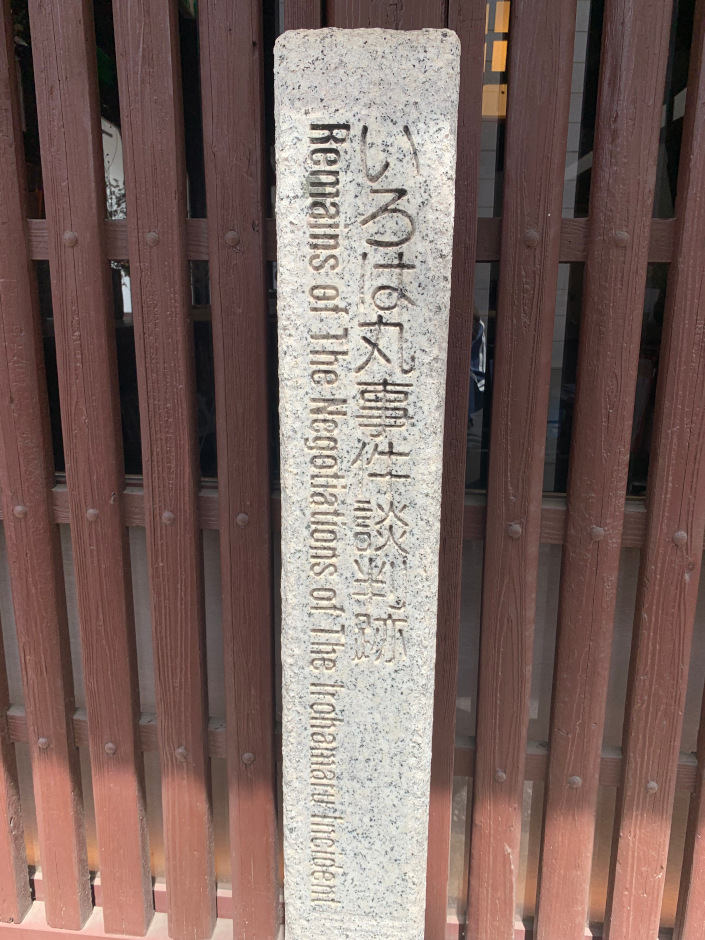 いろは丸事件談判跡
Remains of The Negotiations of The Irohamaru Incident